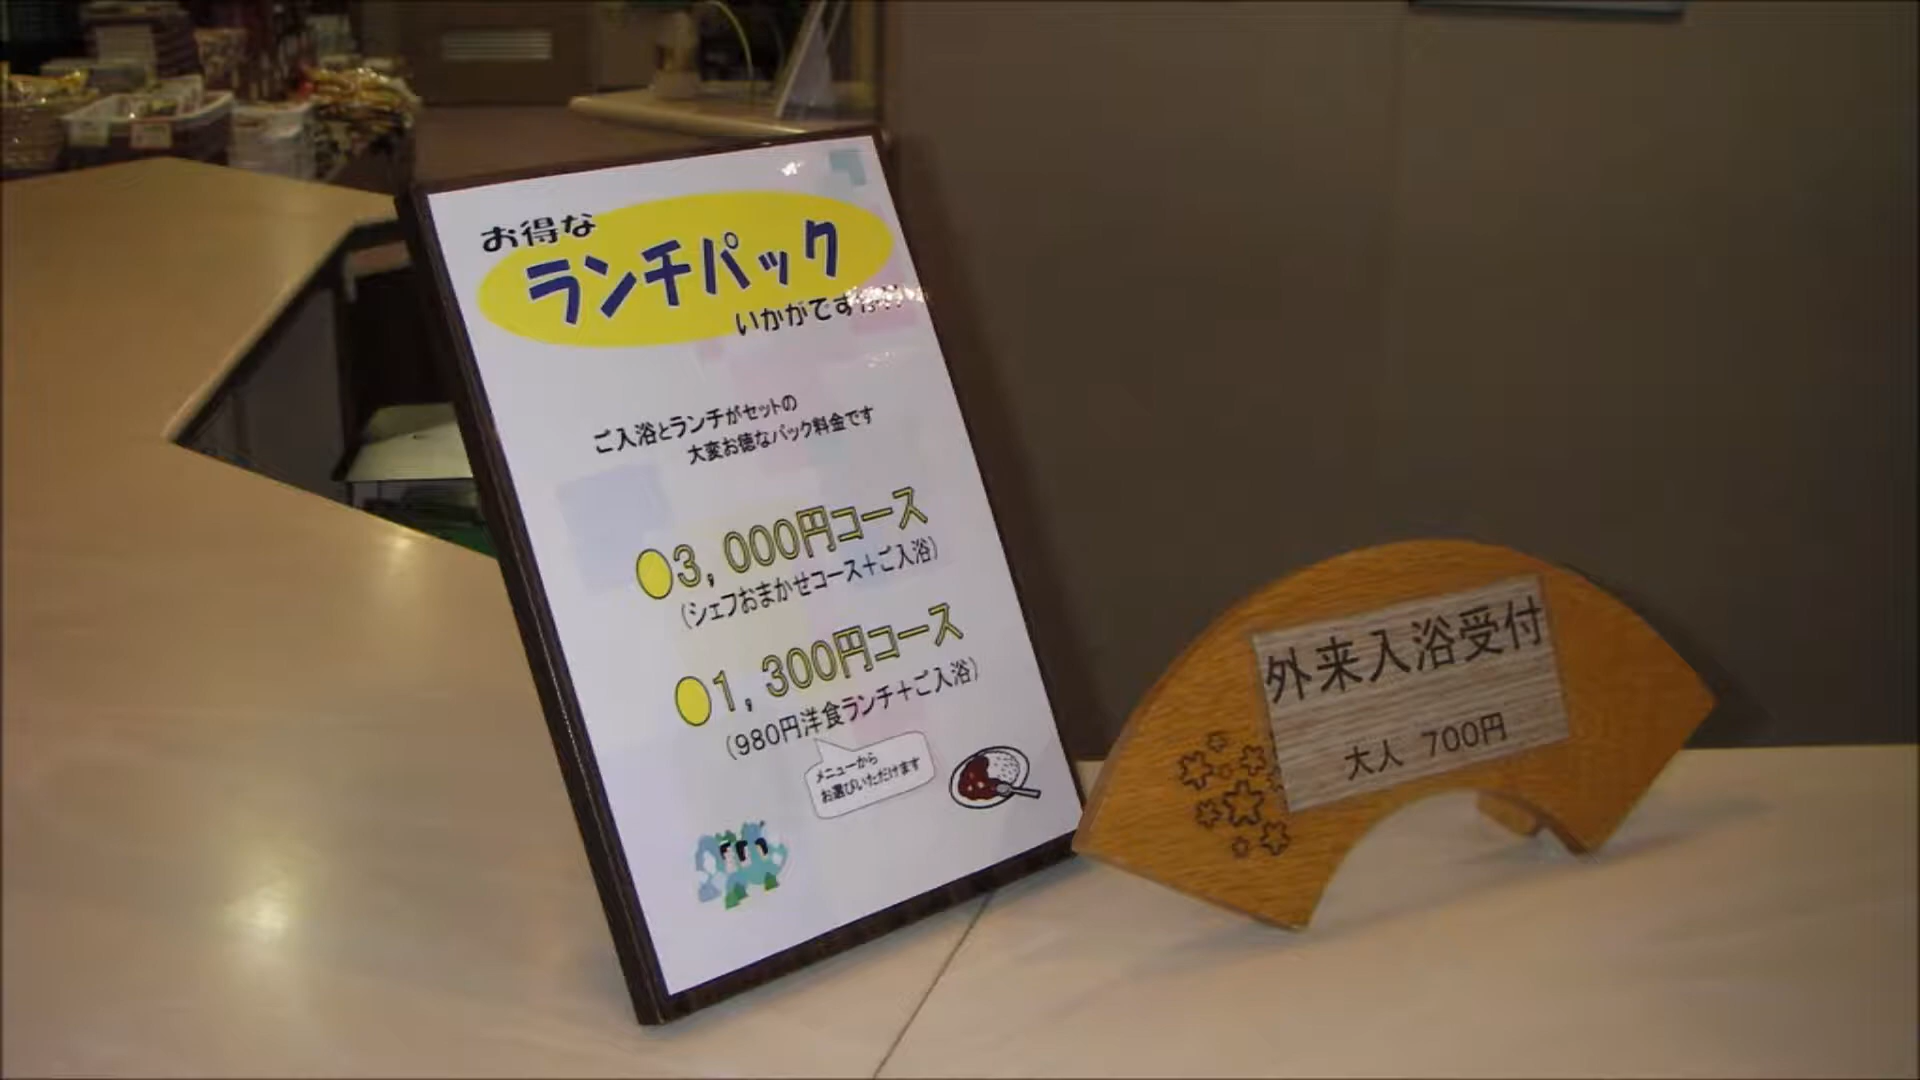 お得な
ランチパック
いかがですか?
ご入浴とランチがセットの
大変お徳なパック料金です
●3,000円コース
(シェフおまかせコース+ご入浴)
●1,300円コース
(980円洋食ランチ+ご入浴)
メニューから
お選びいただけます
外来入浴受付
大人 700円